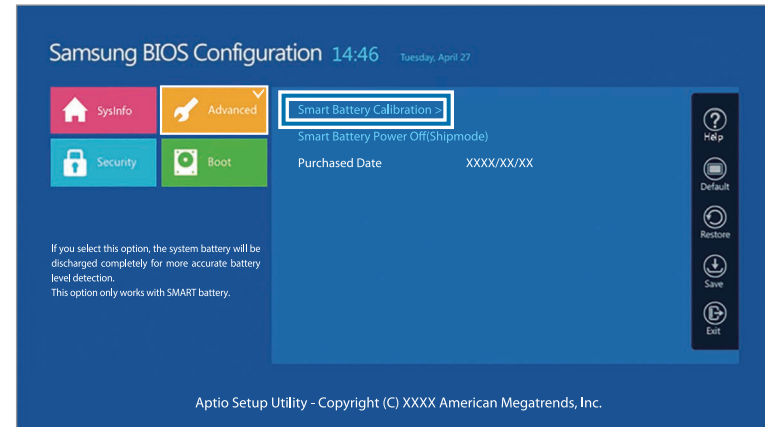 Samsung BIOS Configuration 14:46 Tuesday, April 27
SysInfo
Advanced
Security
Boot
Smart Battery Calibration >
Smart Battery Power Off(Shipmode)
Purchased Date XXXX/XX/XX
If you select this option, the system battery will be
discharged completely for more accurate battery
level detection.
This option only works with SMART battery.
Help
Default
Restore
Save
Exit
Aptio Setup Utility - Copyright (C) XXXX American Megatrends, Inc.